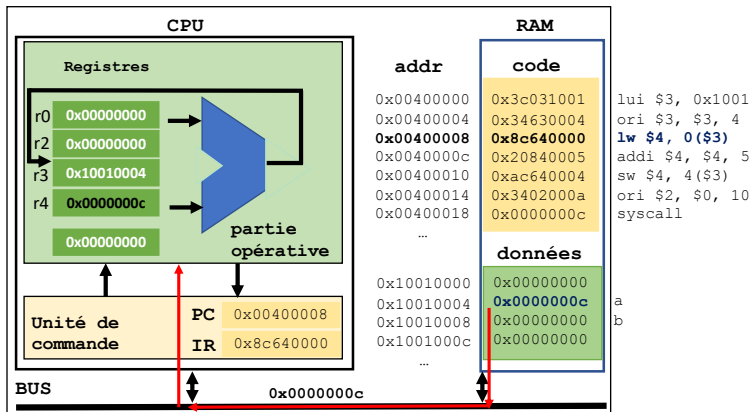 CPU
RAM
Registres
addr
code
r0 0x00000000
r2 0x00000000
r3 0x10010004
r4 0x0000000c
0x00000000
partie
opérative
0x00400000 0x3c031001 lui $3, 0x1001
0x00400004 0x34630004 ori $3, $3, 4
0x00400008 0x8c640000 lw $4, 0($3)
0x0040000c 0x20840005 addi $4, $4, 5
0x00400010 0xac640004 sw $4, 4($3)
0x00400014 0x3402000a ori $2, $0, 10
0x00400018 0x0000000c syscall
…
données
0x10010000 0x00000000
0x10010004 0x0000000c a
0x10010008 0x00000000 b
0x1001000c 0x00000000
…
Unité de
commande
PC 0x00400008
IR 0x8c640000
BUS
0x0000000c